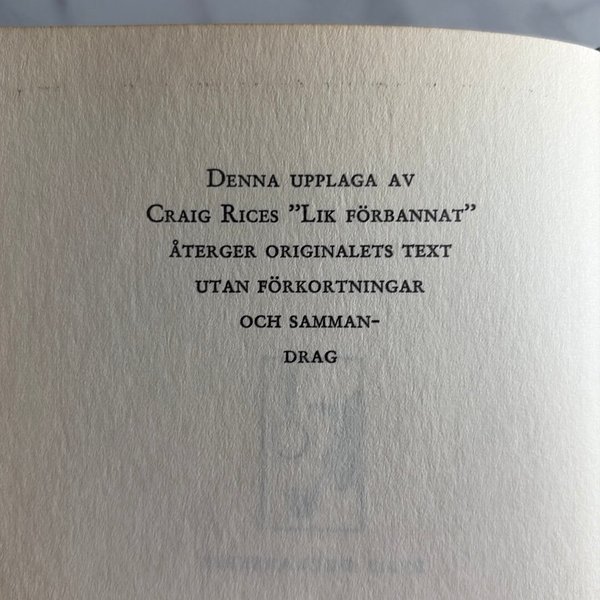 Denna upplaga av
Craig Rices ”Lik förbannat”
återger originalets text
utan förkortningar
och samman-
drag